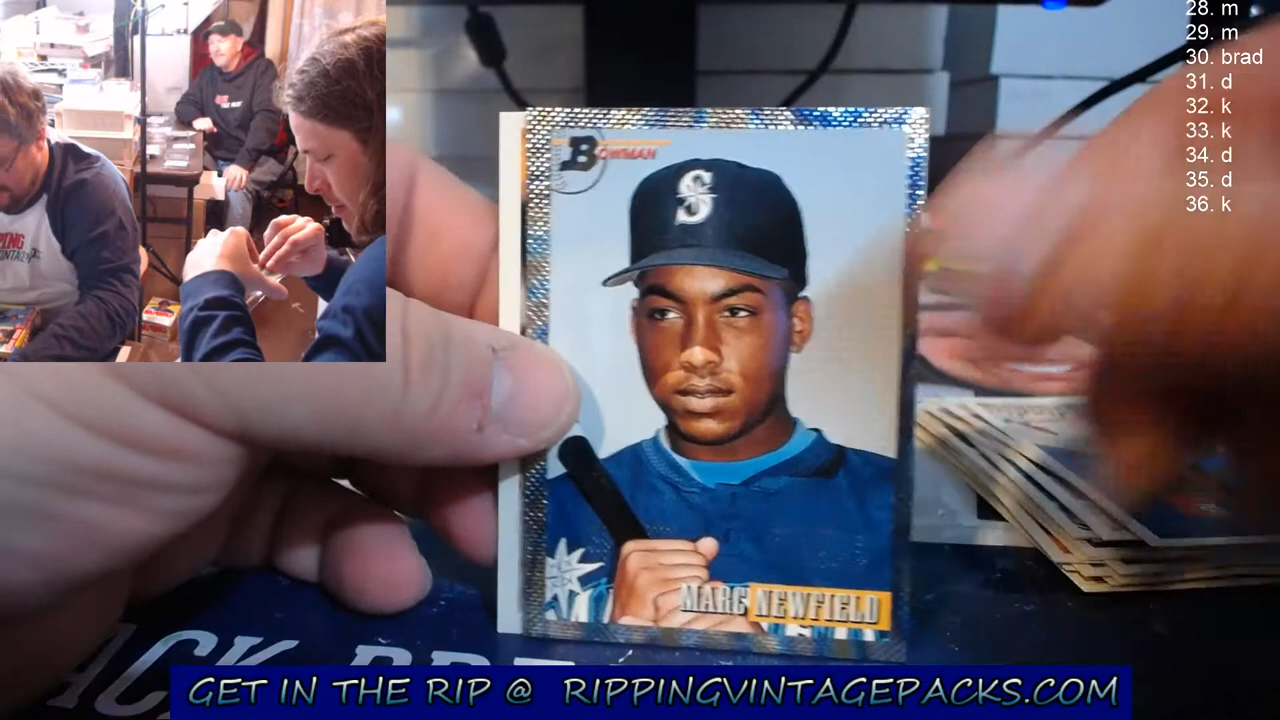 28. m
29. m
30. brad
31. d
32. k
33. k
34. d
35. d
36. k
BOWMAN
S
MARC NEWFIELD
GET IN THE RIP @ RIPPINGVINTAGEPACKS.COM